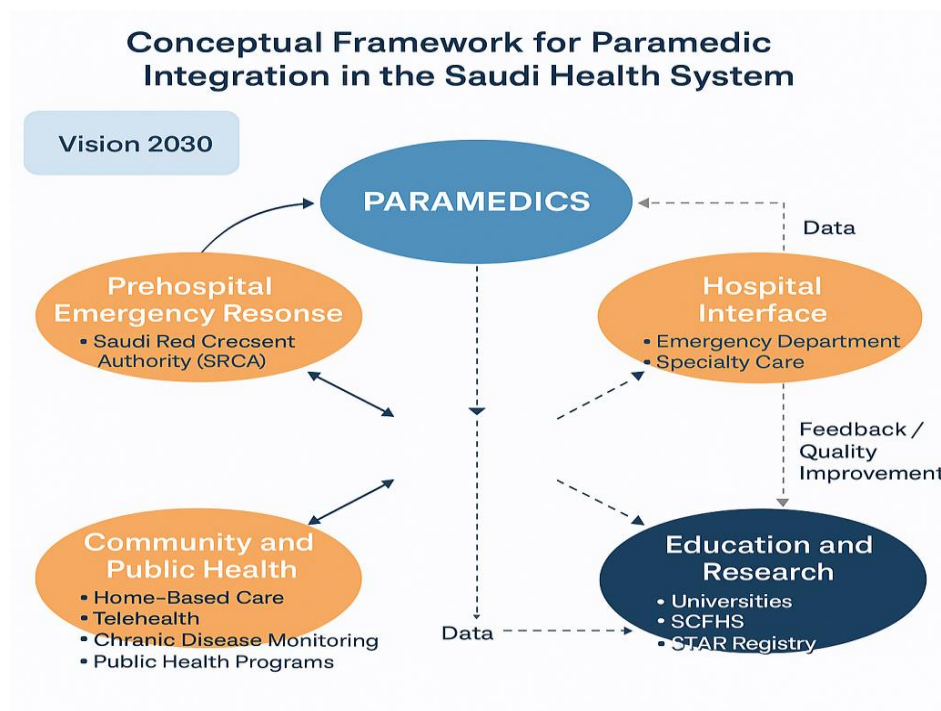 Conceptual Framework for Paramedic
Integration in the Saudi Health System
Vision 2030
PARAMEDICS
Data
Prehospital
Emergency Resonse
• Saudi Red Crecsent
Authority (SRCA)
Hospital
Interface
• Emergency Department
• Specialty Care
Feedback /
Quality
Improvement
Community and
Public Health
• Home-Based Care
• Telehealth
• Chranic Disease Monitoring
• Public Health Programs
Data
Education and
Research
• Universities
• SCFHS
• STAR Registry